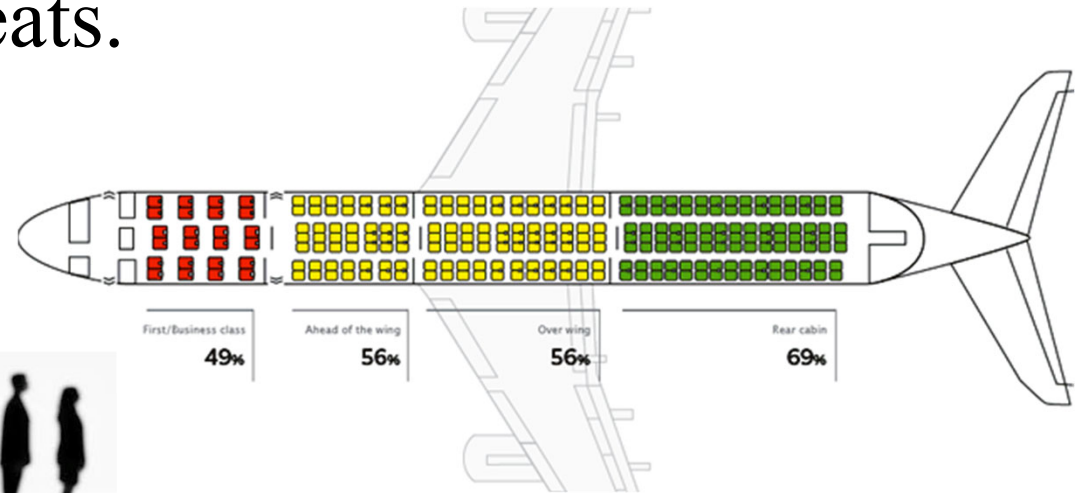 eats.
First/Business class
49%
Ahead of the wing
56%
Over wing
56%
Rear cabin
69%